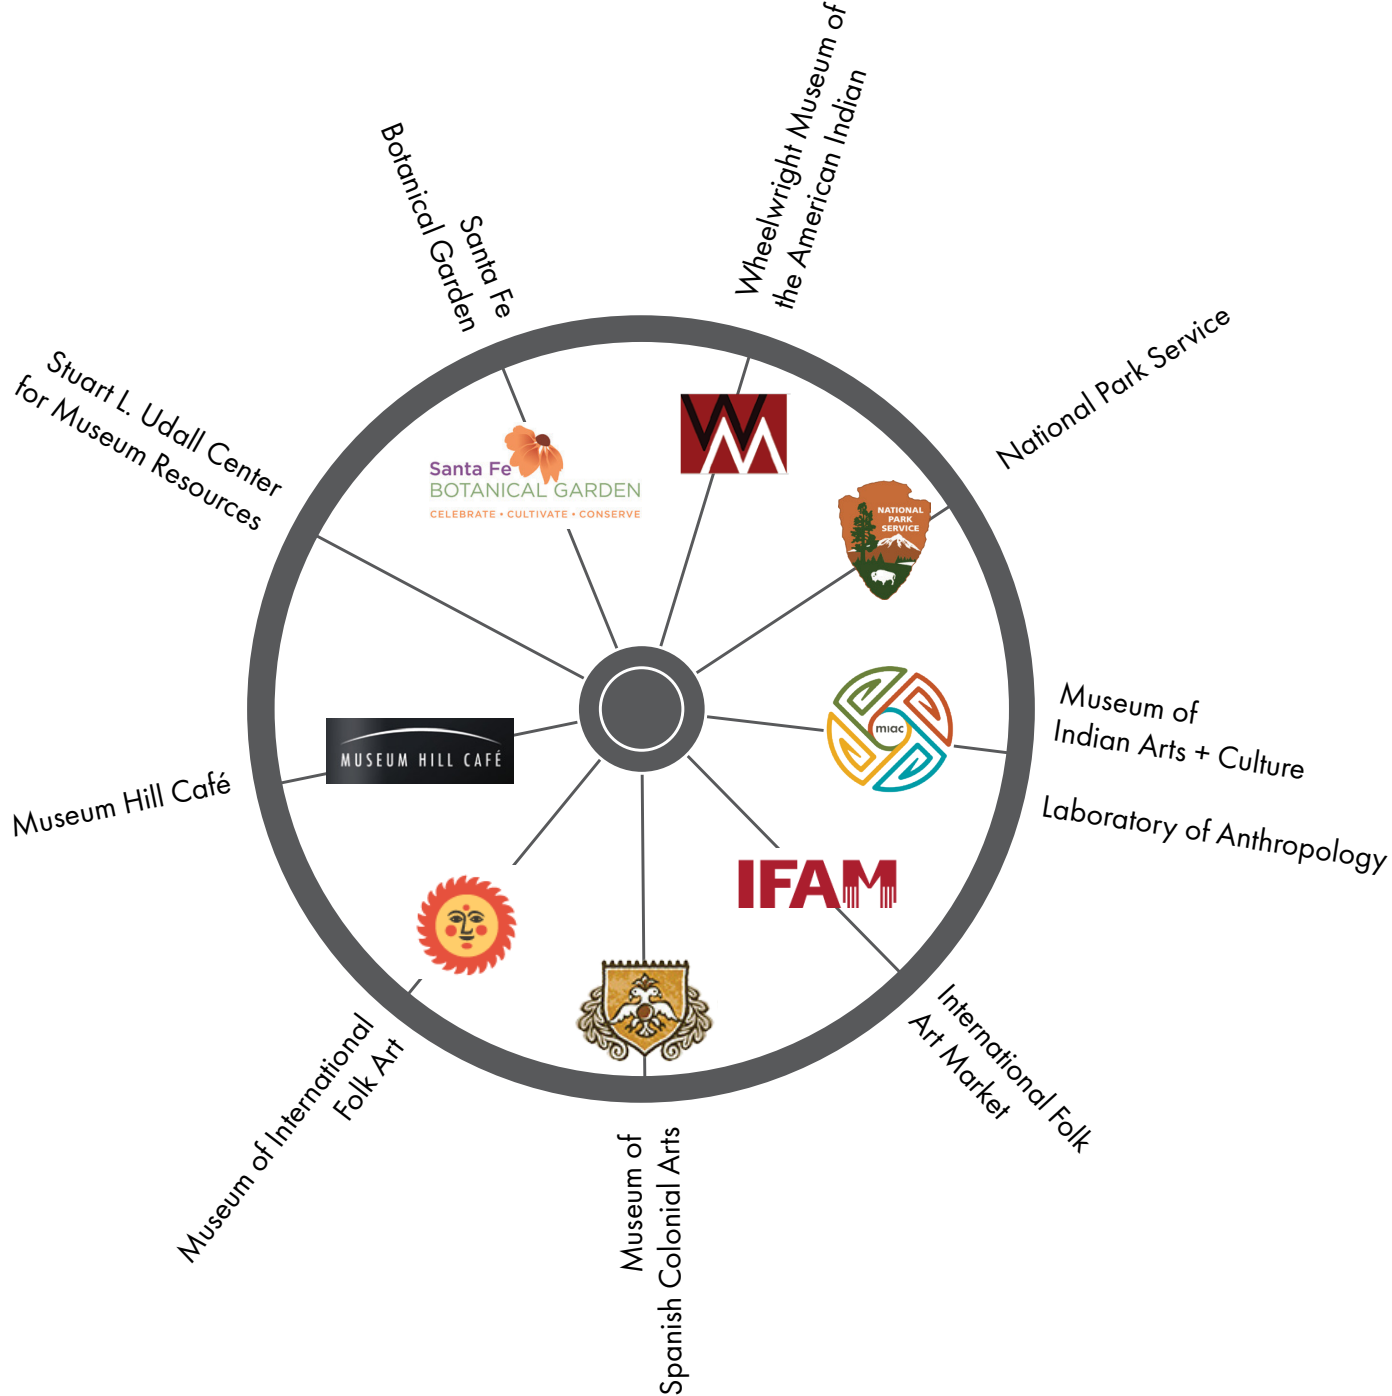 Wheelwright Museum of
the American Indian
National Park Service
Museum of
Indian Arts + Culture
Laboratory of Anthropology
International Folk
Art Market
Museum of
Spanish Colonial Arts
Museum of International
Folk Art
Museum Hill Café
Stuart L. Udall Center
for Museum Resources
Santa Fe
Botanical Garden
Santa Fe
BOTANICAL GARDEN
CELEBRATE • CULTIVATE • CONSERVE
WM
NATIONAL
PARK
SERVICE
miac
IFAM
MUSEUM HILL CAFÉ